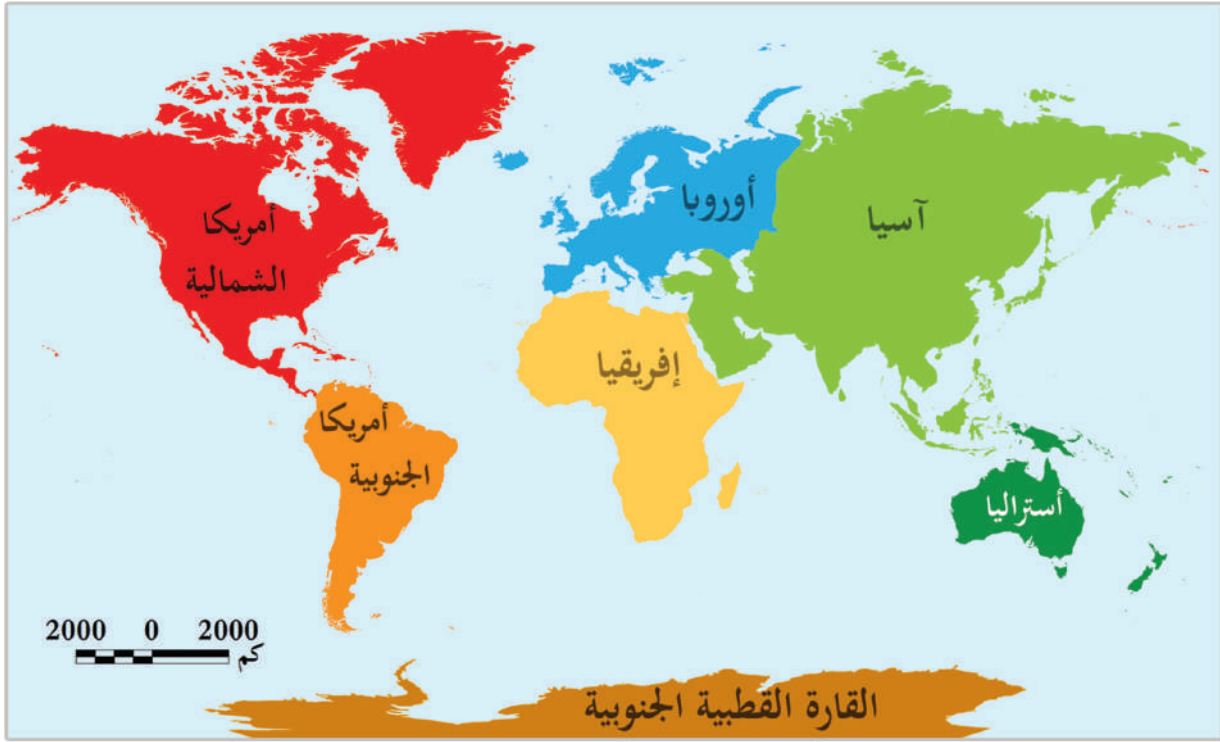 أمريكا
الشمالية
أوروبا
آسيا
إفريقيا
أمريكا
الجنوبية
أستراليا
2000 0 2000
كم
القارة القطبية الجنوبية